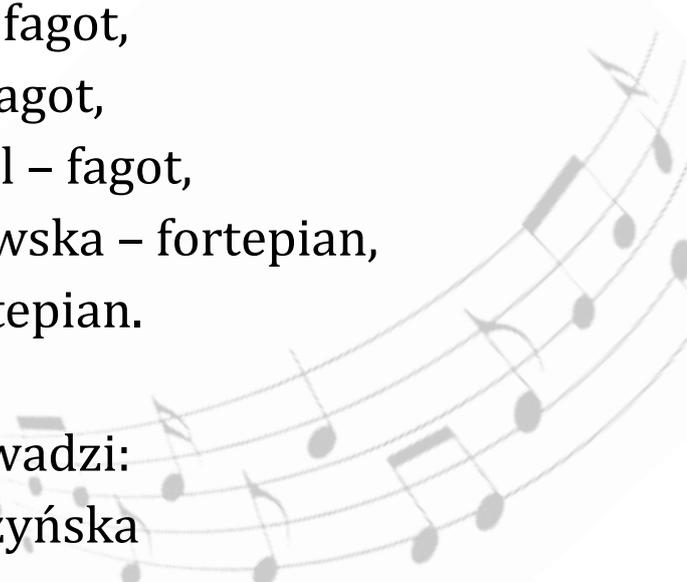 fagot,
agot,
l – fagot,
wska – fortepian,
tepian.
wadzi:
zyńska